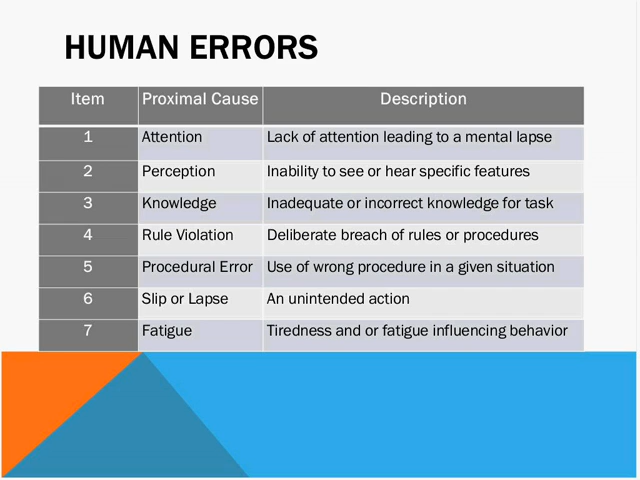 HUMAN ERRORS
Item Proximal Cause Description
1 Attention Lack of attention leading to a mental lapse
2 Perception Inability to see or hear specific features
3 Knowledge Inadequate or incorrect knowledge for task
4 Rule Violation Deliberate breach of rules or procedures
5 Procedural Error Use of wrong procedure in a given situation
6 Slip or Lapse An unintended action
7 Fatigue Tiredness and or fatigue influencing behavior